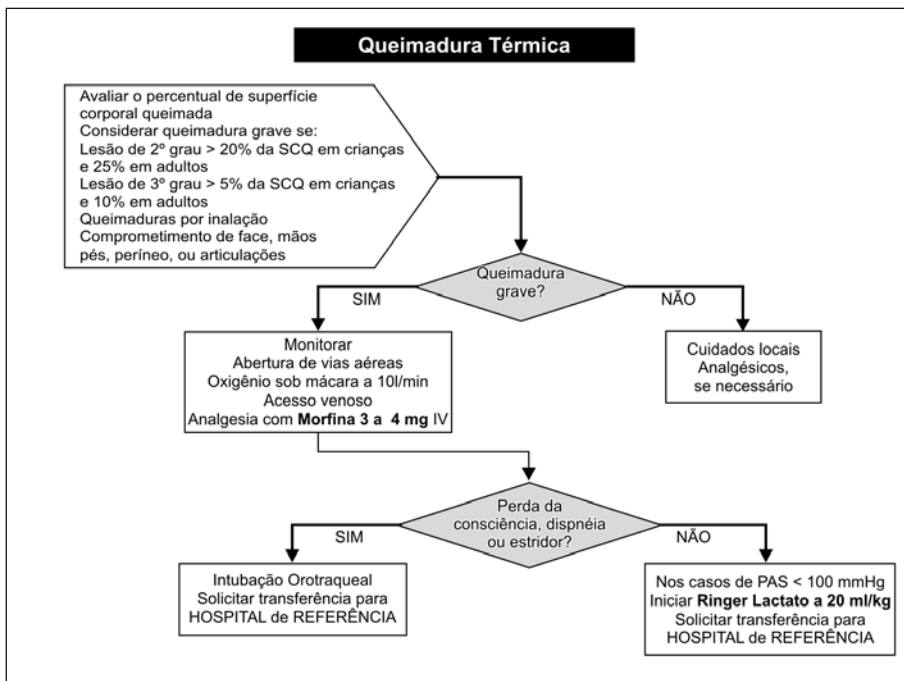 Queimadura Térmica
Avaliar o percentual de superfície
corporal queimada
Considerar queimadura grave se:
Lesão de 2º grau > 20% da SCQ em crianças
e 25% em adultos
Lesão de 3º grau > 5% da SCQ em crianças
e 10% em adultos
Queimaduras por inalação
Comprometimento de face, mãos
pés, períneo, ou articulações
Queimadura
grave?
SIM
NÃO
Monitorar
Abertura de vias aéreas
Oxigênio sob mácara a 10l/min
Acesso venoso
Analgesia com Morfina 3 a 4 mg IV
Cuidados locais
Analgésicos,
se necessário
Perda da
consciência, dispnéia
ou estridor?
SIM
NÃO
Intubação Orotraqueal
Solicitar transferência para
HOSPITAL de REFERÊNCIA
Nos casos de PAS < 100 mmHg
Iniciar Ringer Lactato a 20 ml/kg
Solicitar transferência para
HOSPITAL de REFERÊNCIA